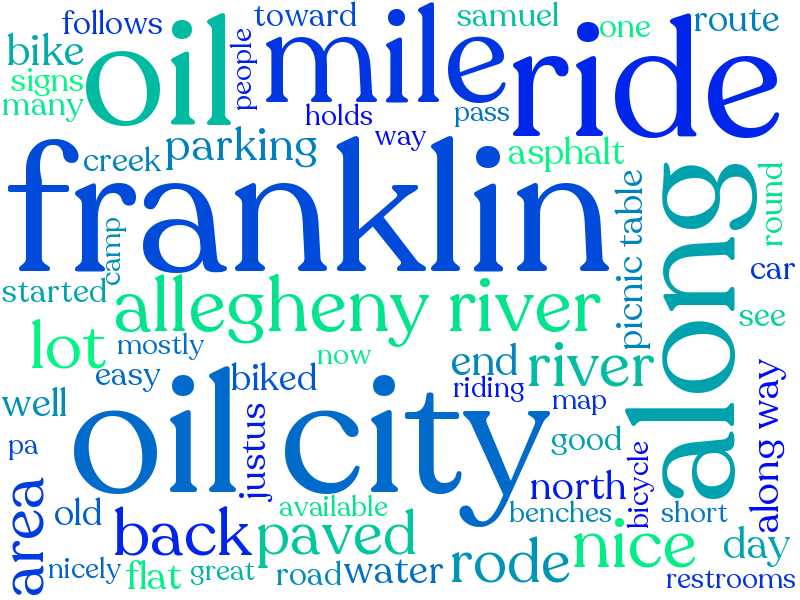 follows
toward
samuel
one
route
bike
oil
people
mile
ride
signs
many
holds
pass
way
franklin
creek
parking
asphalt
along
round
camp
picnic table
car
started
allegheny river
see
lot
mostly
now
easy
biked
end
river
riding
map
well
oil city
justus
good
along way
pa
area
old
back
available
paved
north
bicycle
benches
short
nicely
flat
great
road
water
rode
nice
day
restrooms